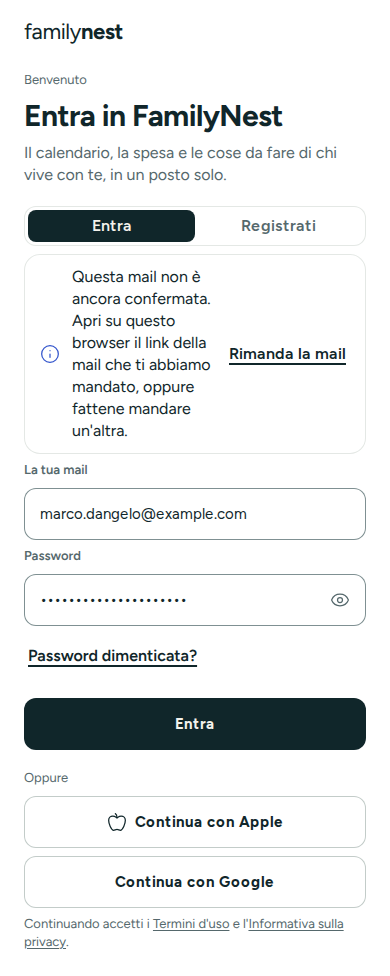 familynest
Benvenuto
Entra in FamilyNest
Il calendario, la spesa e le cose da fare di chi
vive con te, in un posto solo.
Entra
Registrati
Questa mail non è
ancora confermata.
Apri su questo
browser il link della
mail che ti abbiamo
mandato, oppure
fattene mandare
un'altra.
Rimanda la mail
La tua mail
marco.dangelo@example.com
Password
•••••••••••••••••••••
Password dimenticata?
Entra
Oppure
Continua con Apple
Continua con Google
Continuando accetti i Termini d'uso e l'Informativa sulla
privacy.